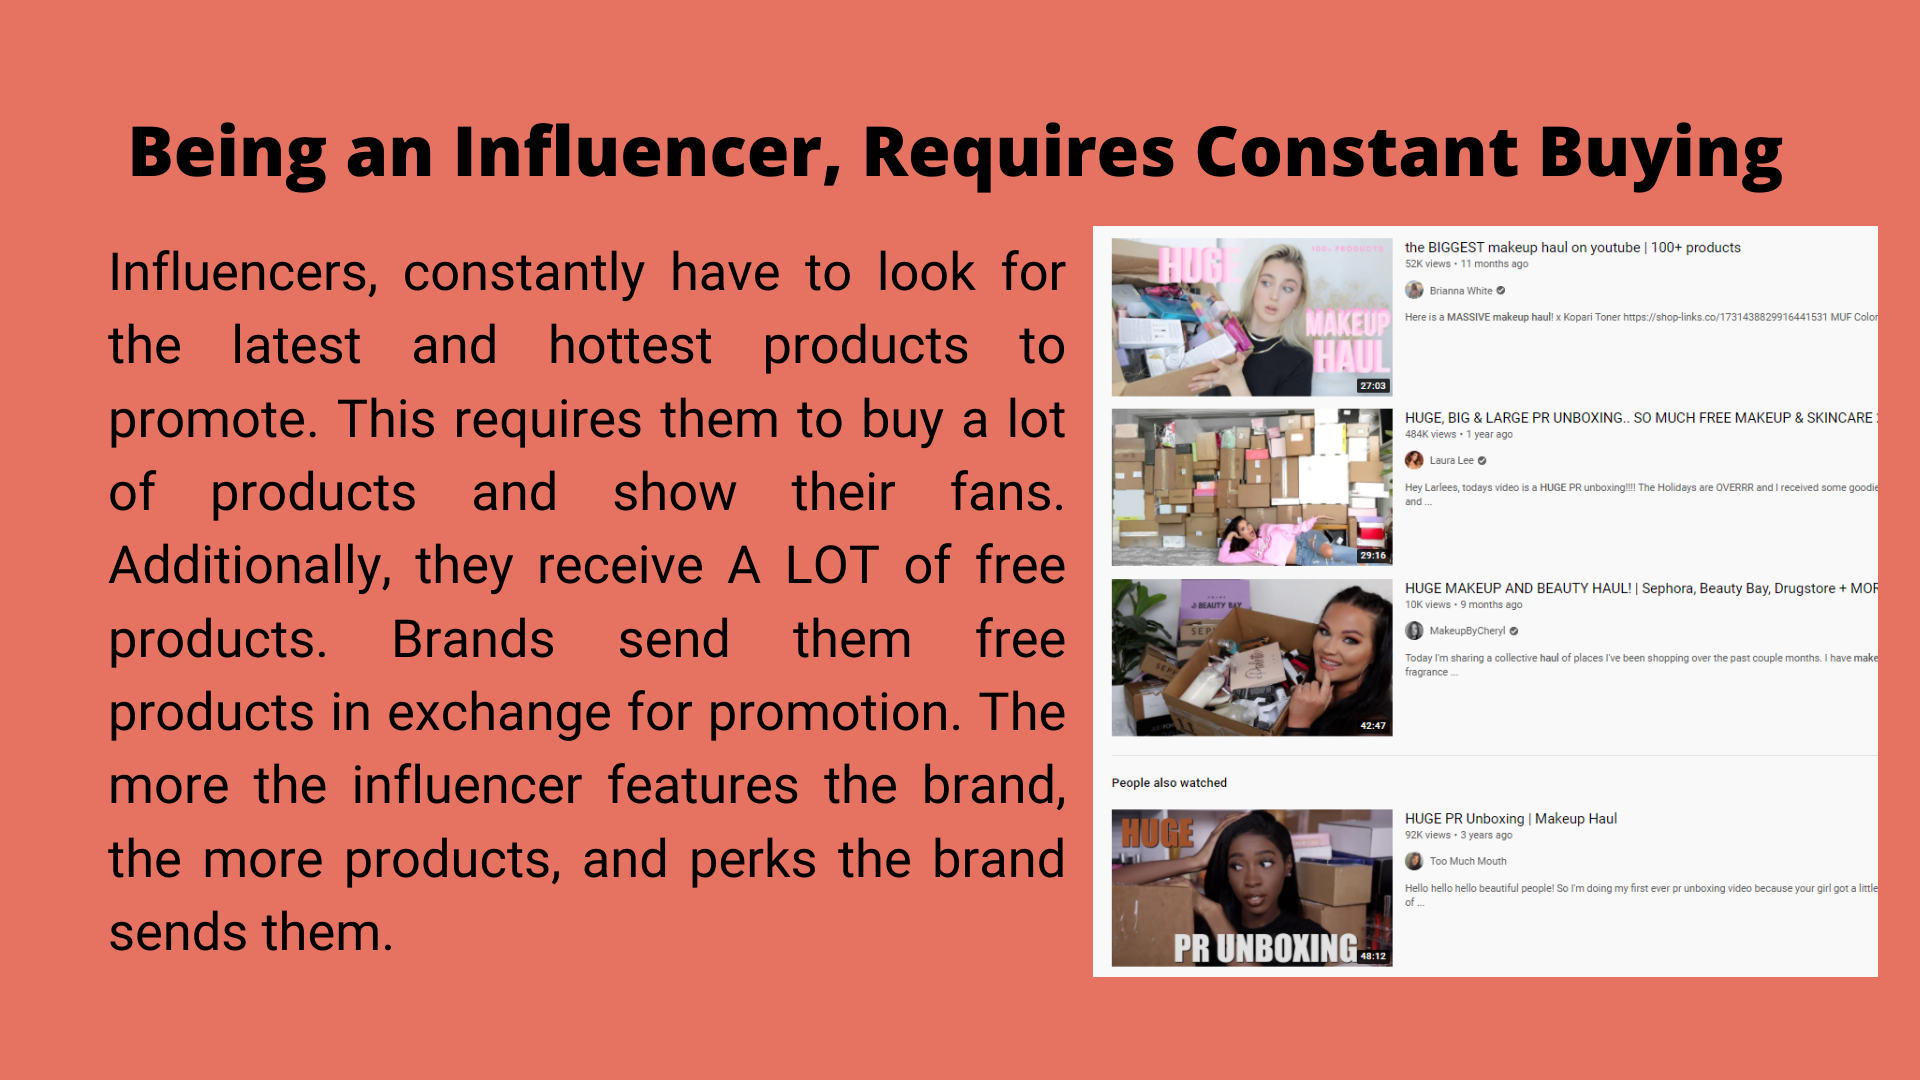 Being an Influencer, Requires Constant Buying
Influencers, constantly have to look for
the latest and hottest products to
promote. This requires them to buy a lot
of products and show their fans.
Additionally, they receive A LOT of free
products. Brands send them free
products in exchange for promotion. The
more the influencer features the brand,
the more products, and perks the brand
sends them.
HUGE
100+ PRODUCTS
MAKEUP
HAUL
27:03
the BIGGEST makeup haul on youtube | 100+ products
52K views • 11 months ago
Brianna White
Here is a MASSIVE makeup haul! x Kopari Toner https://shop-links.co/1731438829916441531 MUF Color
29:16
HUGE, BIG & LARGE PR UNBOXING.. SO MUCH FREE MAKEUP & SKINCARE
484K views • 1 year ago
Laura Lee
Hey Larlees, todays video is a HUGE PR unboxing!!!! The Holidays are OVERRR and I received some goodie
and ...
BEAUTY BAY
SEP
42:47
HUGE MAKEUP AND BEAUTY HAUL! | Sephora, Beauty Bay, Drugstore + MOR
10K views • 9 months ago
MakeupByCheryl
Today I'm sharing a collective haul of places I've been shopping over the past couple months. I have make
fragrance ...
People also watched
HUGE
PR UNBOXING
48:12
HUGE PR Unboxing | Makeup Haul
92K views • 3 years ago
Too Much Mouth
Hello hello hello beautiful people! So I'm doing my first ever pr unboxing video because your girl got a little
of ...